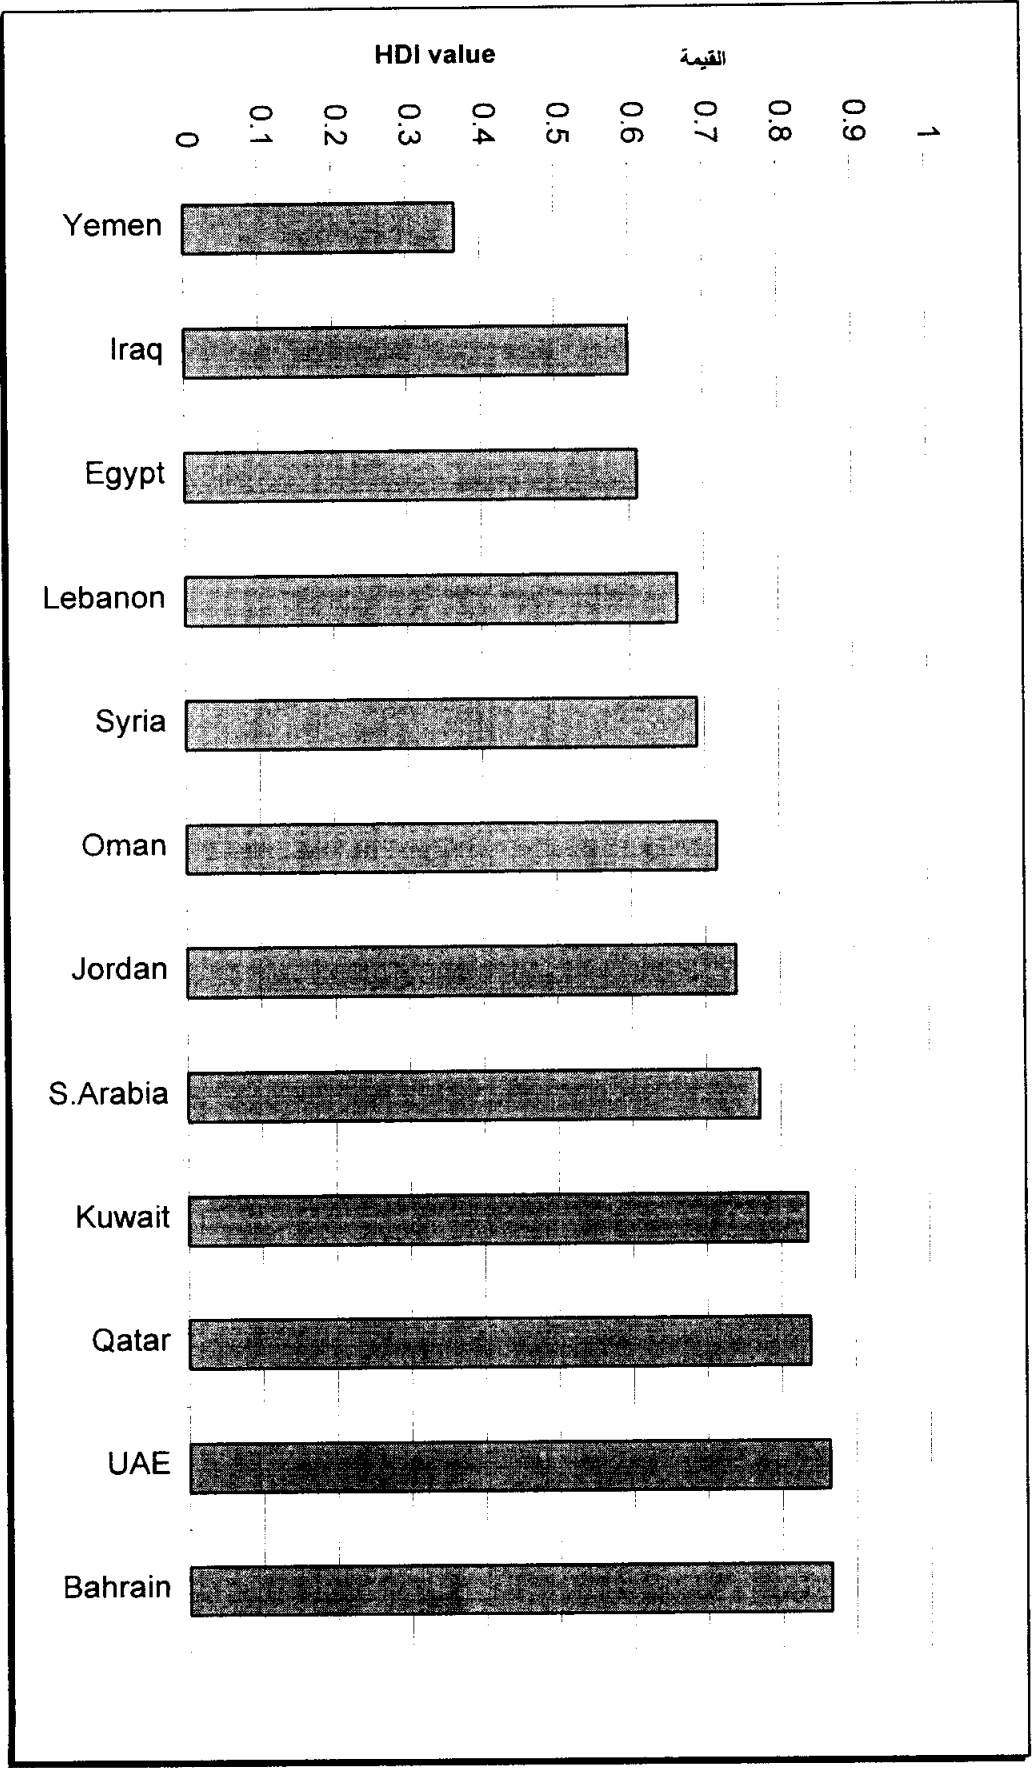 HDI value
القيمة
0
0.1
0.2
0.3
0.4
0.5
0.6
0.7
0.8
0.9
1
Yemen
Iraq
Egypt
Lebanon
Syria
Oman
Jordan
S.Arabia
Kuwait
Qatar
UAE
Bahrain